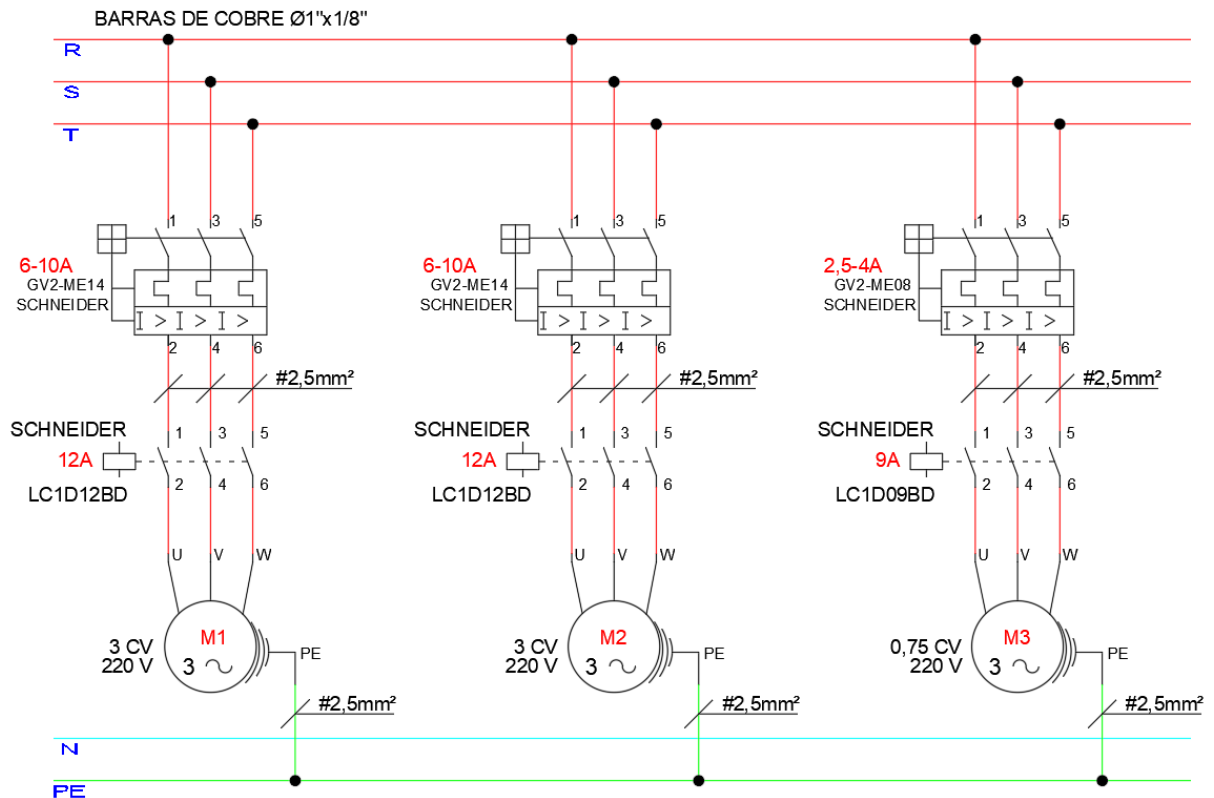 BARRAS DE COBRE Ø1"x1/8"
R
S
T
1 3 5
6-10A
GV2-ME14
SCHNEIDER
I > I > I >
2 4 6
#2,5mm²
SCHNEIDER
1 3 5
12A
2 4 6
LC1D12BD
U V W
M1
3 CV
220 V
3
PE
#2,5mm²
1 3 5
6-10A
GV2-ME14
SCHNEIDER
I > I > I >
2 4 6
#2,5mm²
SCHNEIDER
1 3 5
12A
2 4 6
LC1D12BD
U V W
M2
3 CV
220 V
3
PE
#2,5mm²
1 3 5
2,5-4A
GV2-ME08
SCHNEIDER
I > I > I >
2 4 6
#2,5mm²
SCHNEIDER
1 3 5
9A
2 4 6
LC1D09BD
U V W
M3
0,75 CV
220 V
3
PE
#2,5mm²
N
PE